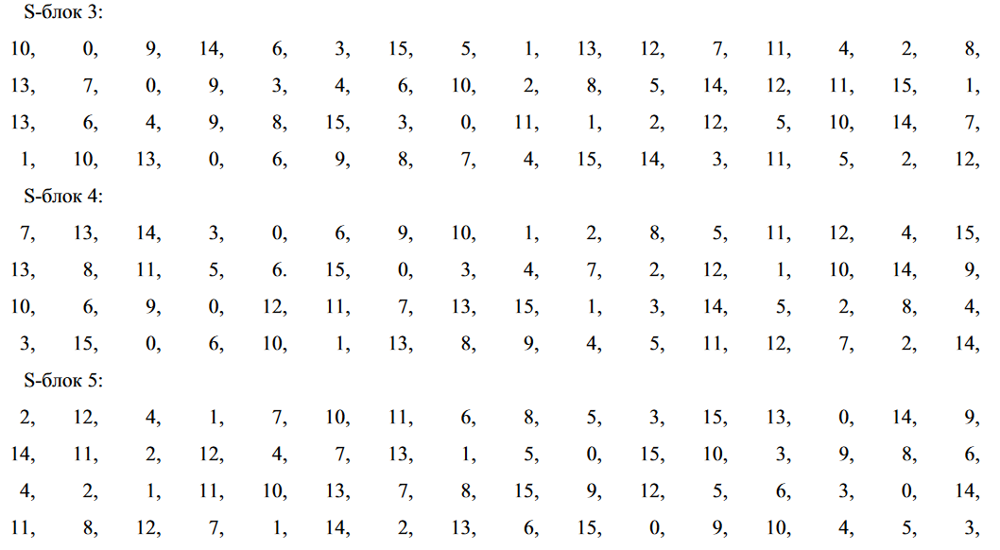 S-блок 3:
10, 0, 9, 14, 6, 3, 15, 5, 1, 13, 12, 7, 11, 4, 2, 8,
13, 7, 0, 9, 3, 4, 6, 10, 2, 8, 5, 14, 12, 11, 15, 1,
13, 6, 4, 9, 8, 15, 3, 0, 11, 1, 2, 12, 5, 10, 14, 7,
1, 10, 13, 0, 6, 9, 8, 7, 4, 15, 14, 3, 11, 5, 2, 12,
S-блок 4:
7, 13, 14, 3, 0, 6, 9, 10, 1, 2, 8, 5, 11, 12, 4, 15,
13, 8, 11, 5, 6. 15, 0, 3, 4, 7, 2, 12, 1, 10, 14, 9,
10, 6, 9, 0, 12, 11, 7, 13, 15, 1, 3, 14, 5, 2, 8, 4,
3, 15, 0, 6, 10, 1, 13, 8, 9, 4, 5, 11, 12, 7, 2, 14,
S-блок 5:
2, 12, 4, 1, 7, 10, 11, 6, 8, 5, 3, 15, 13, 0, 14, 9,
14, 11, 2, 12, 4, 7, 13, 1, 5, 0, 15, 10, 3, 9, 8, 6,
4, 2, 1, 11, 10, 13, 7, 8, 15, 9, 12, 5, 6, 3, 0, 14,
11, 8, 12, 7, 1, 14, 2, 13, 6, 15, 0, 9, 10, 4, 5, 3,